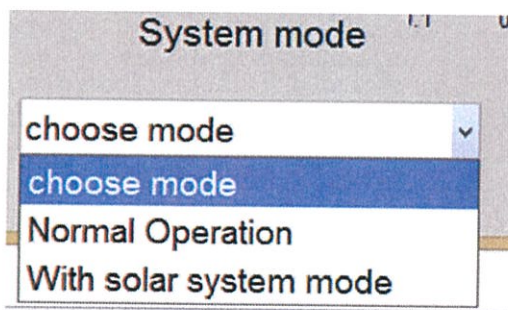 System mode
choose mode
choose mode
Normal Operation
With solar system mode